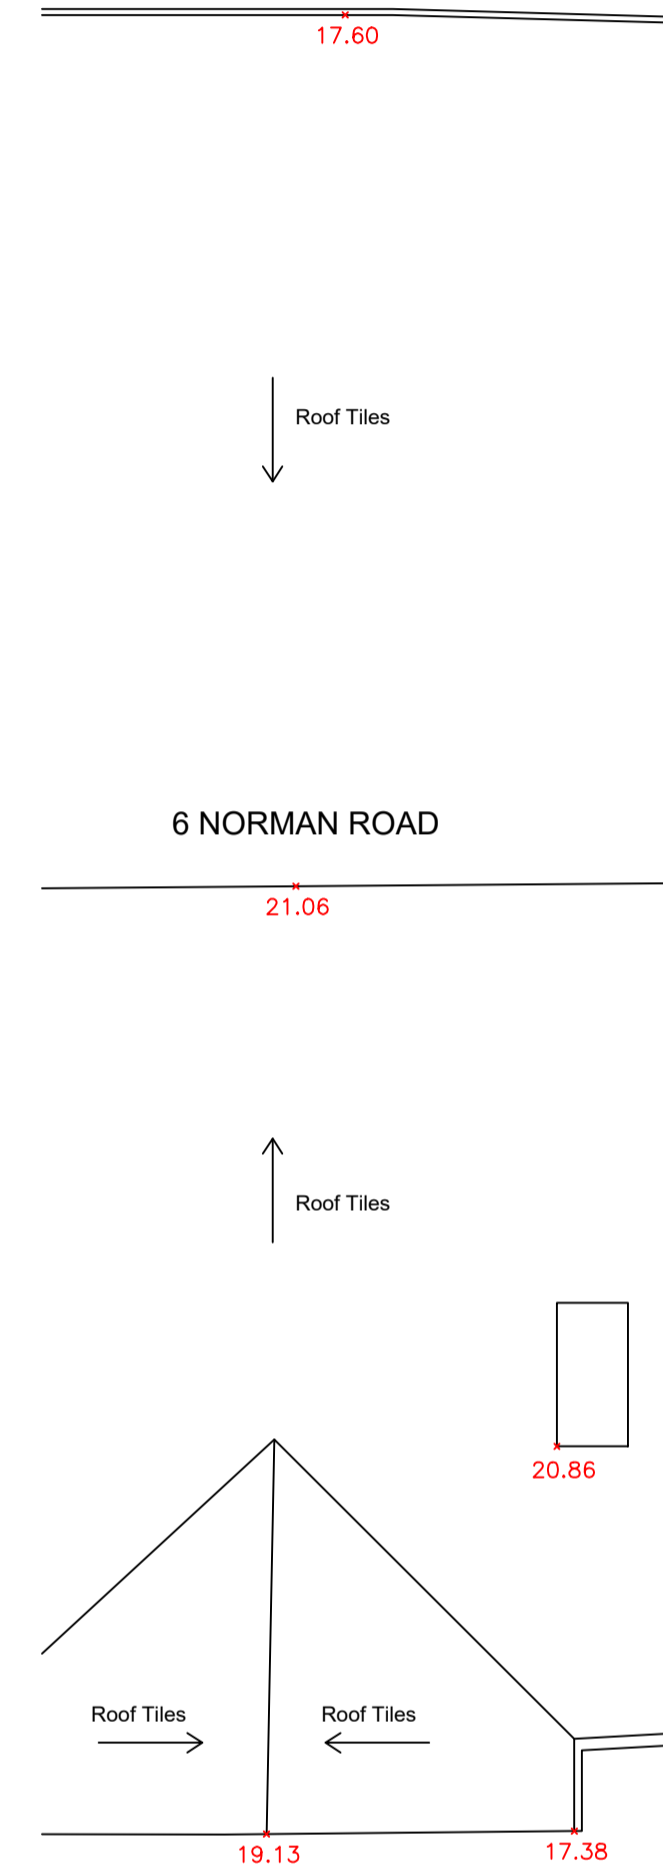 17.60
Roof Tiles
6 NORMAN ROAD
21.06
Roof Tiles
20.86
Roof Tiles
Roof Tiles
19.13
17.38